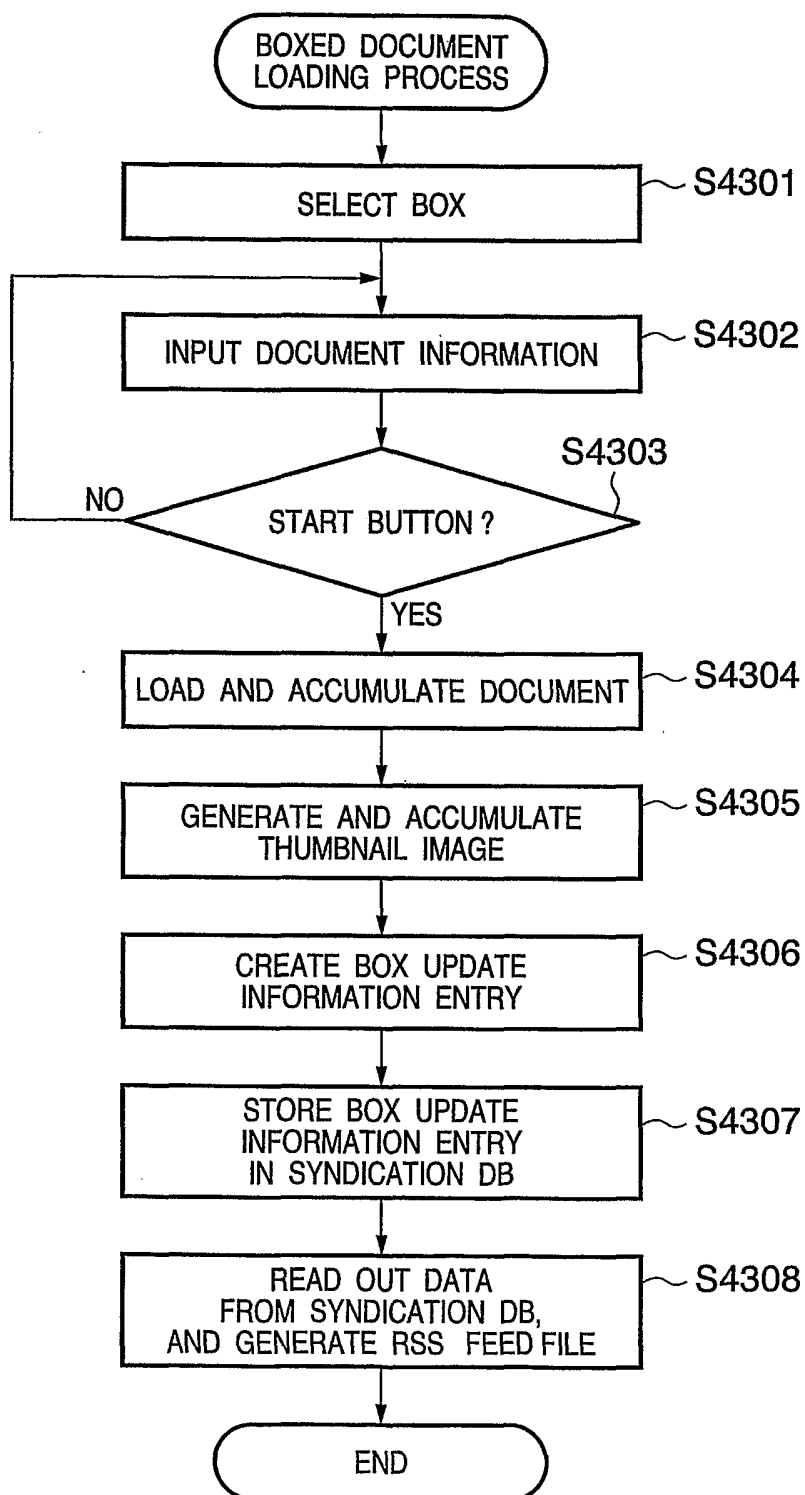 BOXED DOCUMENT
LOADING PROCESS
SELECT BOX
S4301
INPUT DOCUMENT INFORMATION
S4302
S4303
START BUTTON ?
NO
YES
LOAD AND ACCUMULATE DOCUMENT
S4304
GENERATE AND ACCUMULATE
THUMBNAIL IMAGE
S4305
CREATE BOX UPDATE
INFORMATION ENTRY
S4306
STORE BOX UPDATE
INFORMATION ENTRY
IN SYNDICATION DB
S4307
READ OUT DATA
FROM SYNDICATION DB,
AND GENERATE RSS FEED FILE
S4308
END